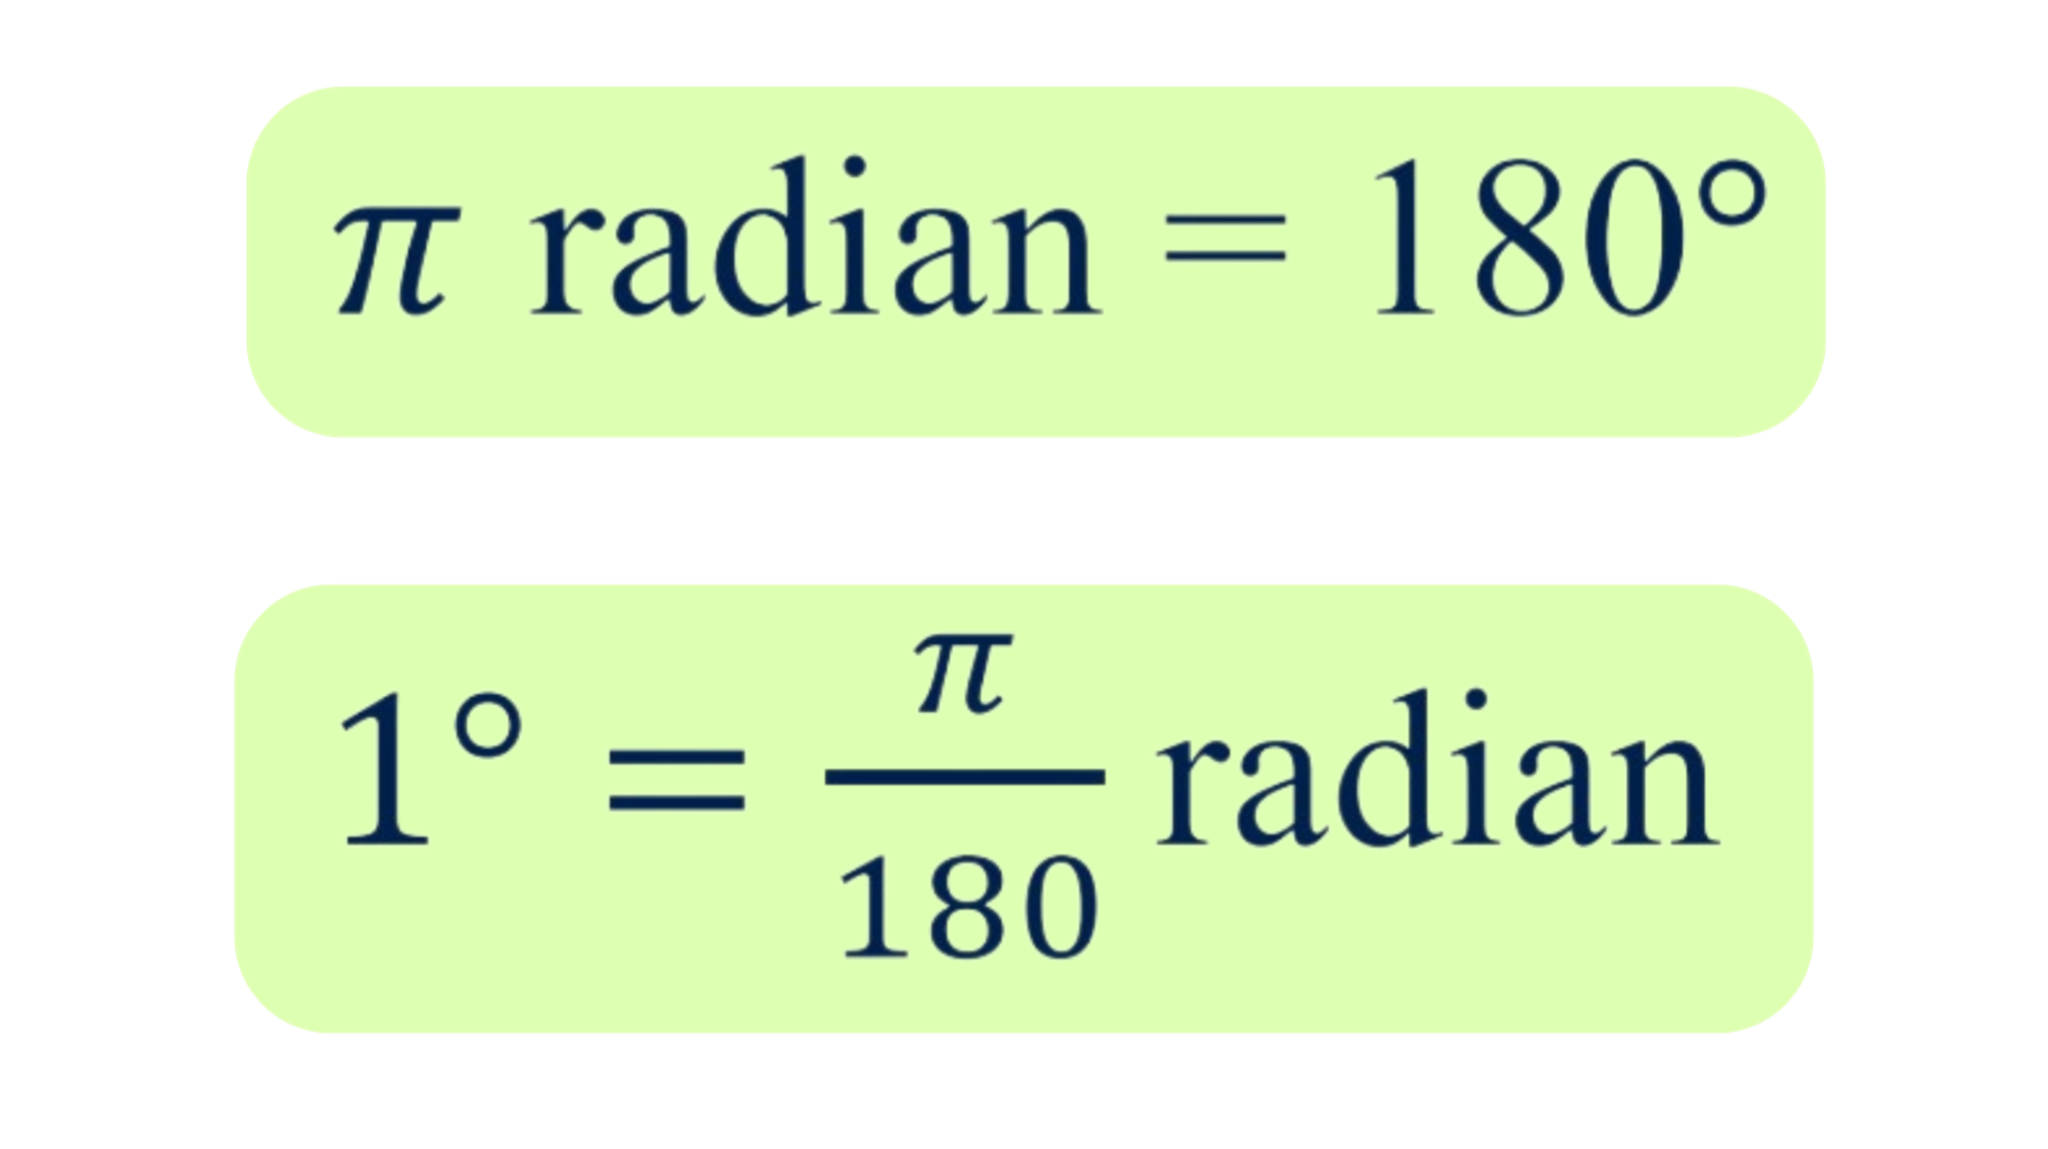 π radian = 180°
1° = π/180 radian